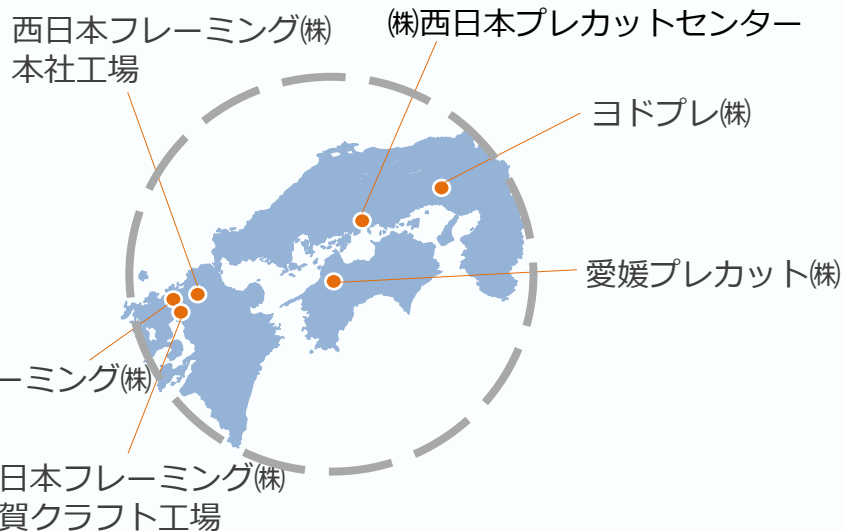 西日本フレーミング㈱
本社工場
㈱西日本プレカットセンター
ヨドプレ㈱
愛媛プレカット㈱
ーミング㈱
日本フレーミング㈱
賀クラフト工場